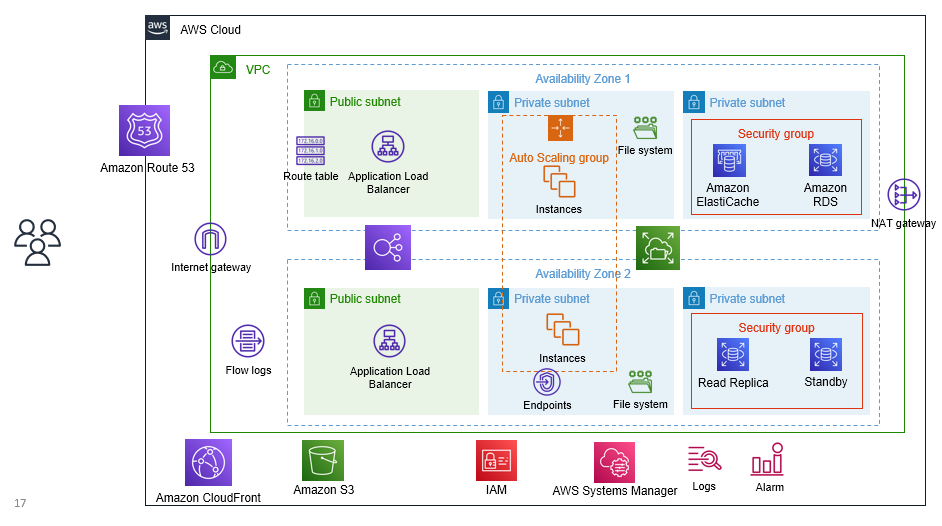 aws
AWS Cloud
VPC
Availability Zone 1
Public subnet
Private subnet
Private subnet
53
Amazon Route 53
172.16.0.0
172.16.1.0
172.16.2.0
Route table
Application Load
Balancer
Auto Scaling group
Instances
File system
Security group
Amazon
ElastiCache
Amazon
RDS
NAT gateway
Internet gateway
Availability Zone 2
Public subnet
Private subnet
Private subnet
Flow logs
Application Load
Balancer
Instances
Endpoints
File system
Security group
Read Replica
Standby
Amazon CloudFront
Amazon S3
IAM
AWS Systems Manager
Logs
Alarm
17